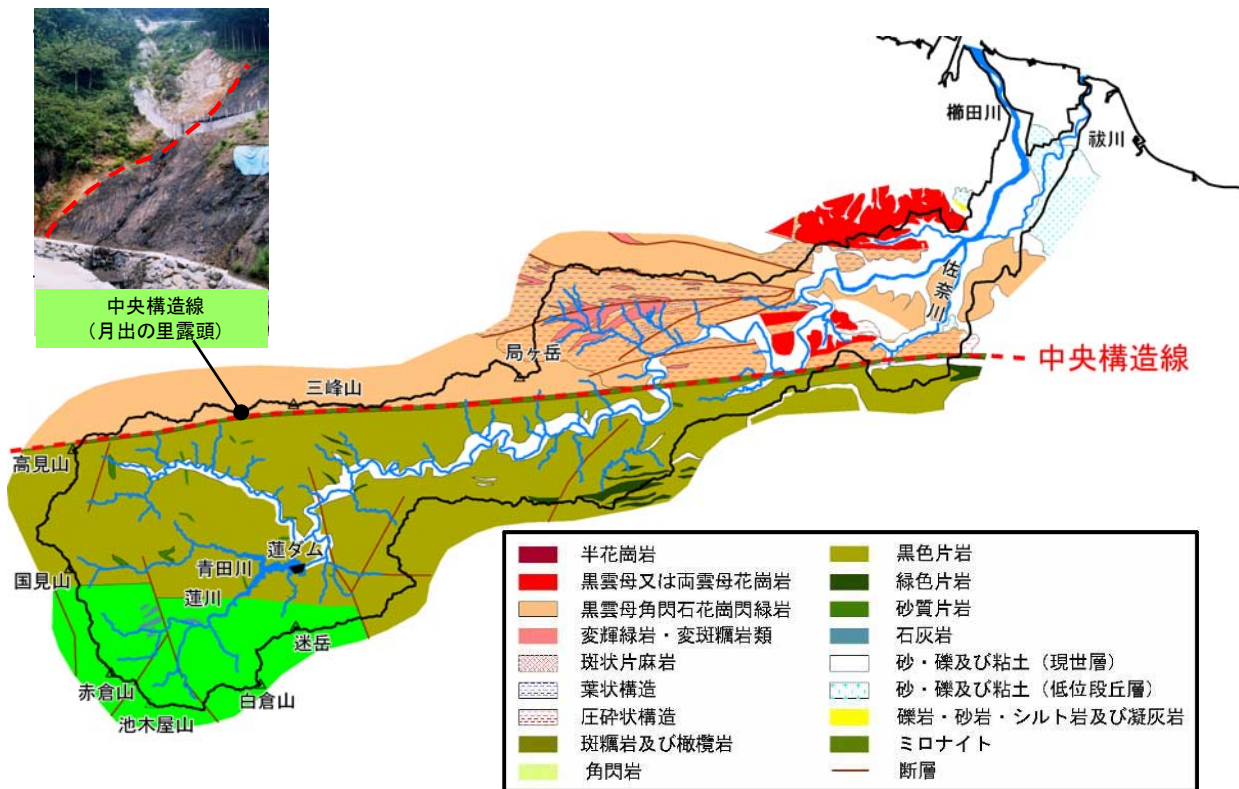 櫛田川
祓川
佐奈川
中央構造線
(月出の里露頭)
局ヶ岳
三峰山
中央構造線
高見山
蓮ダム
青田川
国見山
蓮川
迷岳
赤倉山
白倉山
池木屋山
半花崗岩
黒雲母又は両雲母花崗岩
黒雲母角閃石花崗閃緑岩
変輝緑岩・変斑糲岩類
斑状片麻岩
葉状構造
圧砕状構造
斑糲岩及び橄欖岩
角閃岩
黒色片岩
緑色片岩
砂質片岩
石灰岩
砂・礫及び粘土(現世層)
砂・礫及び粘土(低位段丘層)
礫岩・砂岩・シルト岩及び凝灰岩
ミロナイト
断層